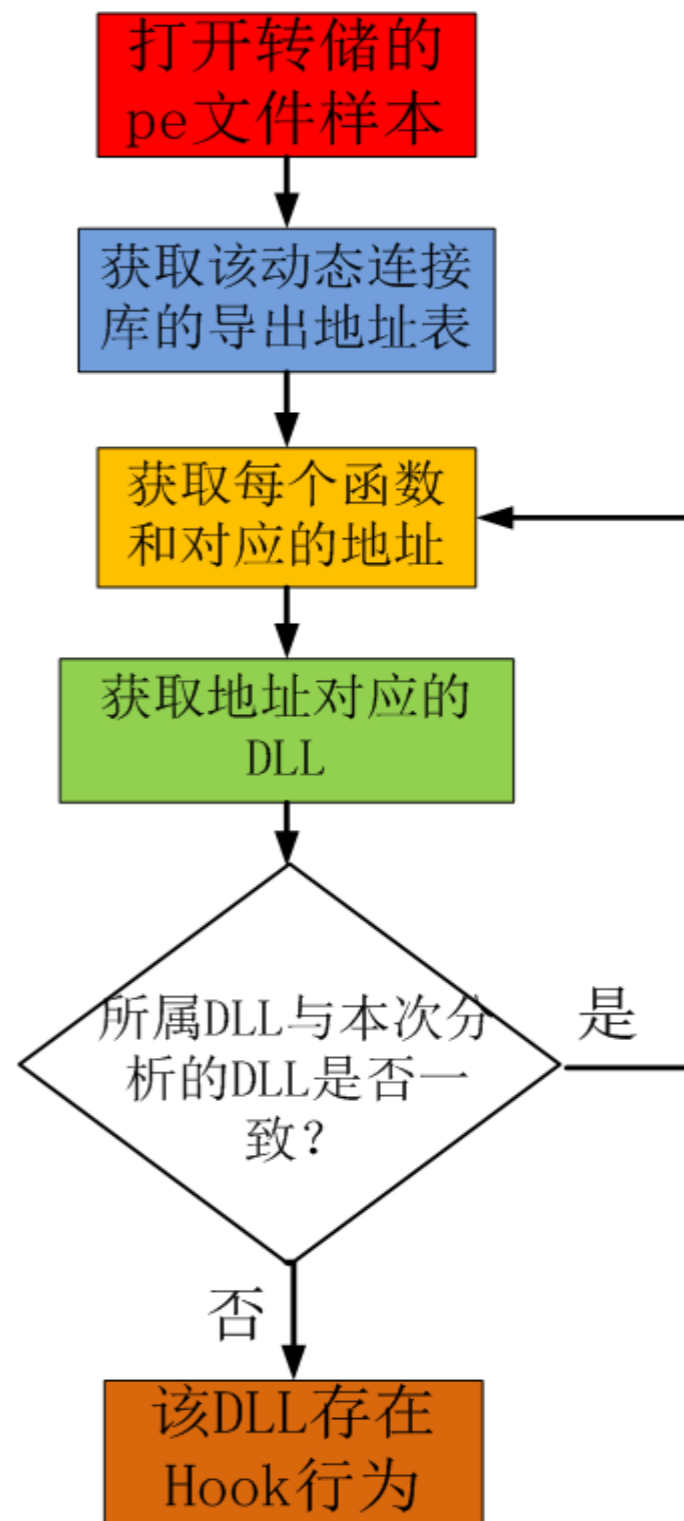 打开转储的
pe文件样本
获取该动态连接
库的导出地址表
获取每个函数
和对应的地址
获取地址对应的
DLL
所属DLL与本次分
析的DLL是否一
致？
是
否
该DLL存在
Hook行为